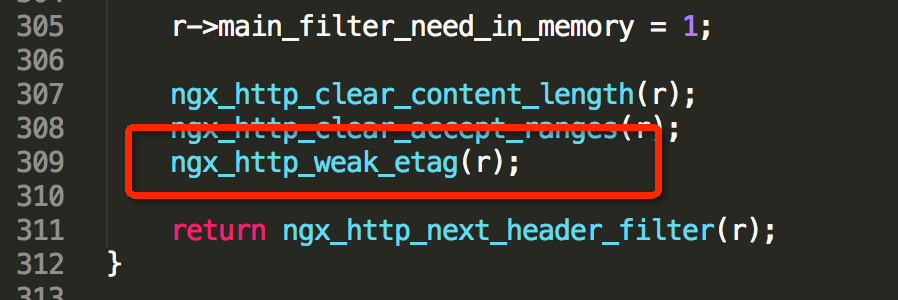 305 r->main_filter_need_in_memory = 1;
306
307 ngx_http_clear_content_length(r);
308 ngx_http_clear_accept_ranges(r);
309 ngx_http_weak_etag(r);
310
311 return ngx_http_next_header_filter(r);
312 }
313